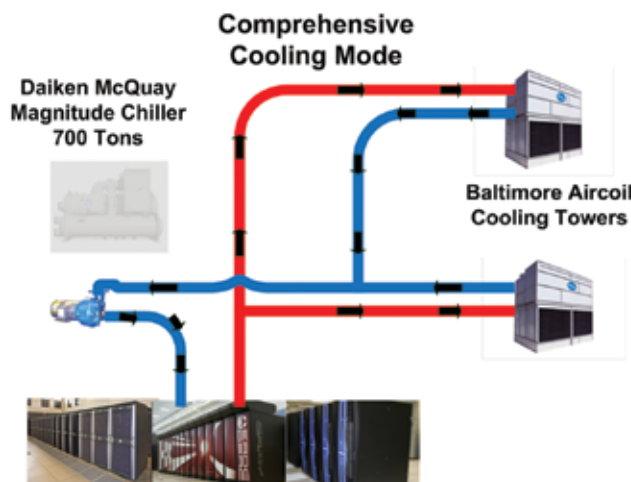 Comprehensive
Cooling Mode
Daiken McQuay
Magnitude Chiller
700 Tons
Baltimore Aircoil
Cooling Towers